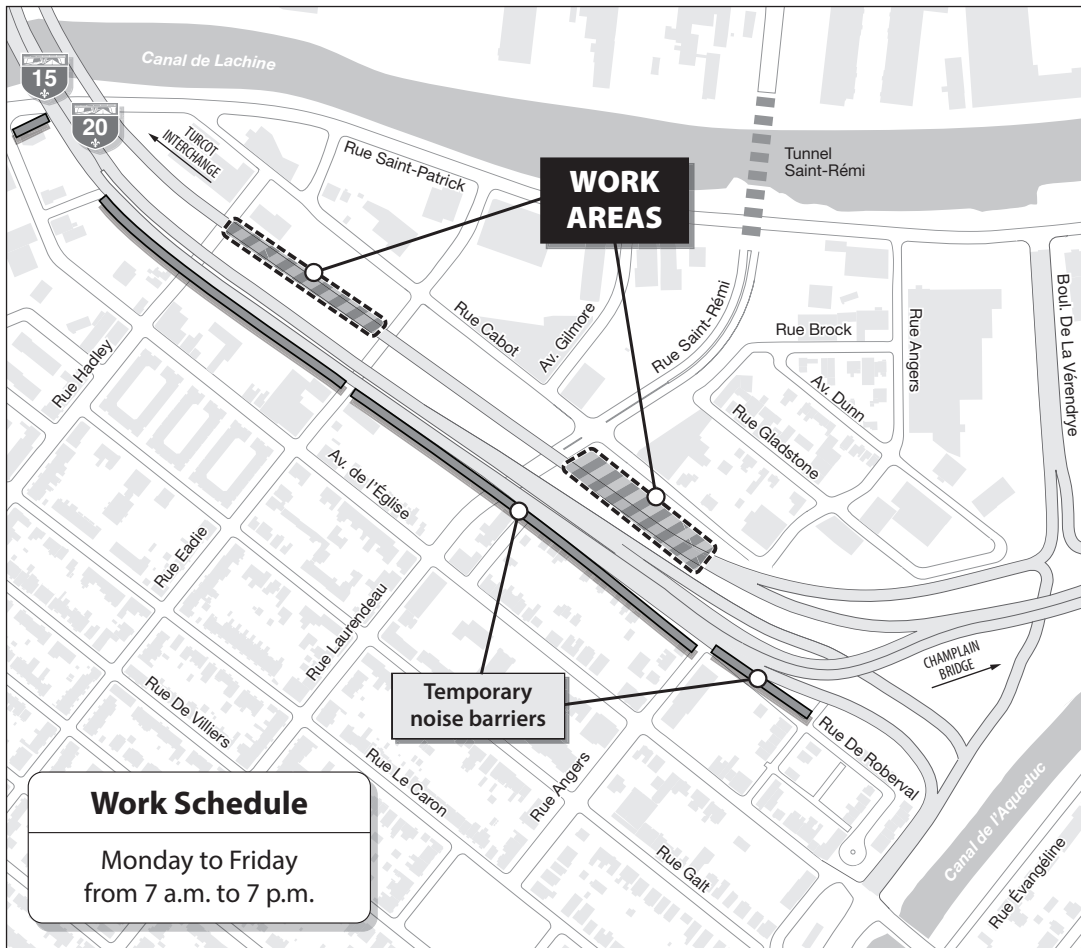 Canal de Lachine
15
20
TURCOT
INTERCHANGE
Rue Saint-Patrick
WORK
AREAS
Tunnel
Saint-Rémi
Rue Cabot
Av. Gilmore
Rue Saint-Rémi
Rue Brock
Rue Angers
Boul. De La Vérendrye
Av. Dunn
Rue Gladstone
Rue Hadley
Av. de l'Église
Rue Eadie
Rue Laurendeau
Rue De Villiers
Temporary
noise barriers
CHAMPLAIN
BRIDGE
Rue De Roberval
Rue Le Caron
Rue Angers
Rue Galt
Canal de l'Aqueduc
Rue Évangéline
Work Schedule
Monday to Friday
from 7 a.m. to 7 p.m.